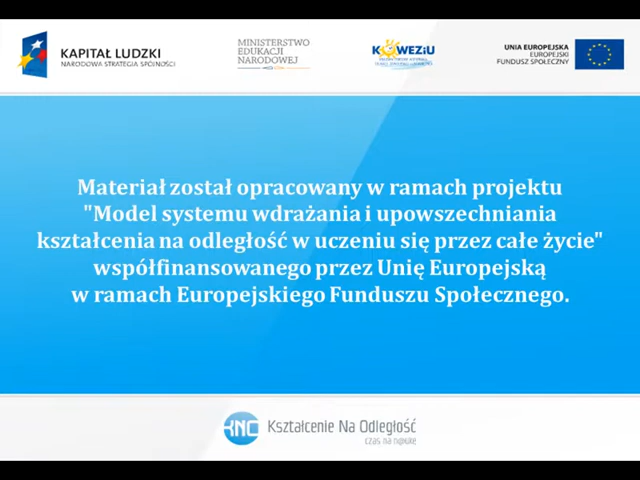 KAPITAŁ LUDZKI
NARODOWA STRATEGIA SPÓJNOŚCI
MINISTERSTWO
EDUKACJI
NARODOWEJ
KOWEZiU
UNIA EUROPEJSKA
EUROPEJSKI
FUNDUSZ SPOŁECZNY
Materiał został opracowany w ramach projektu
"Model systemu wdrażania i upowszechniania
kształcenia na odległość w uczeniu się przez całe życie"
współfinansowanego przez Unię Europejską
w ramach Europejskiego Funduszu Społecznego.
KNO Kształcenie Na Odległość
czas na naukę